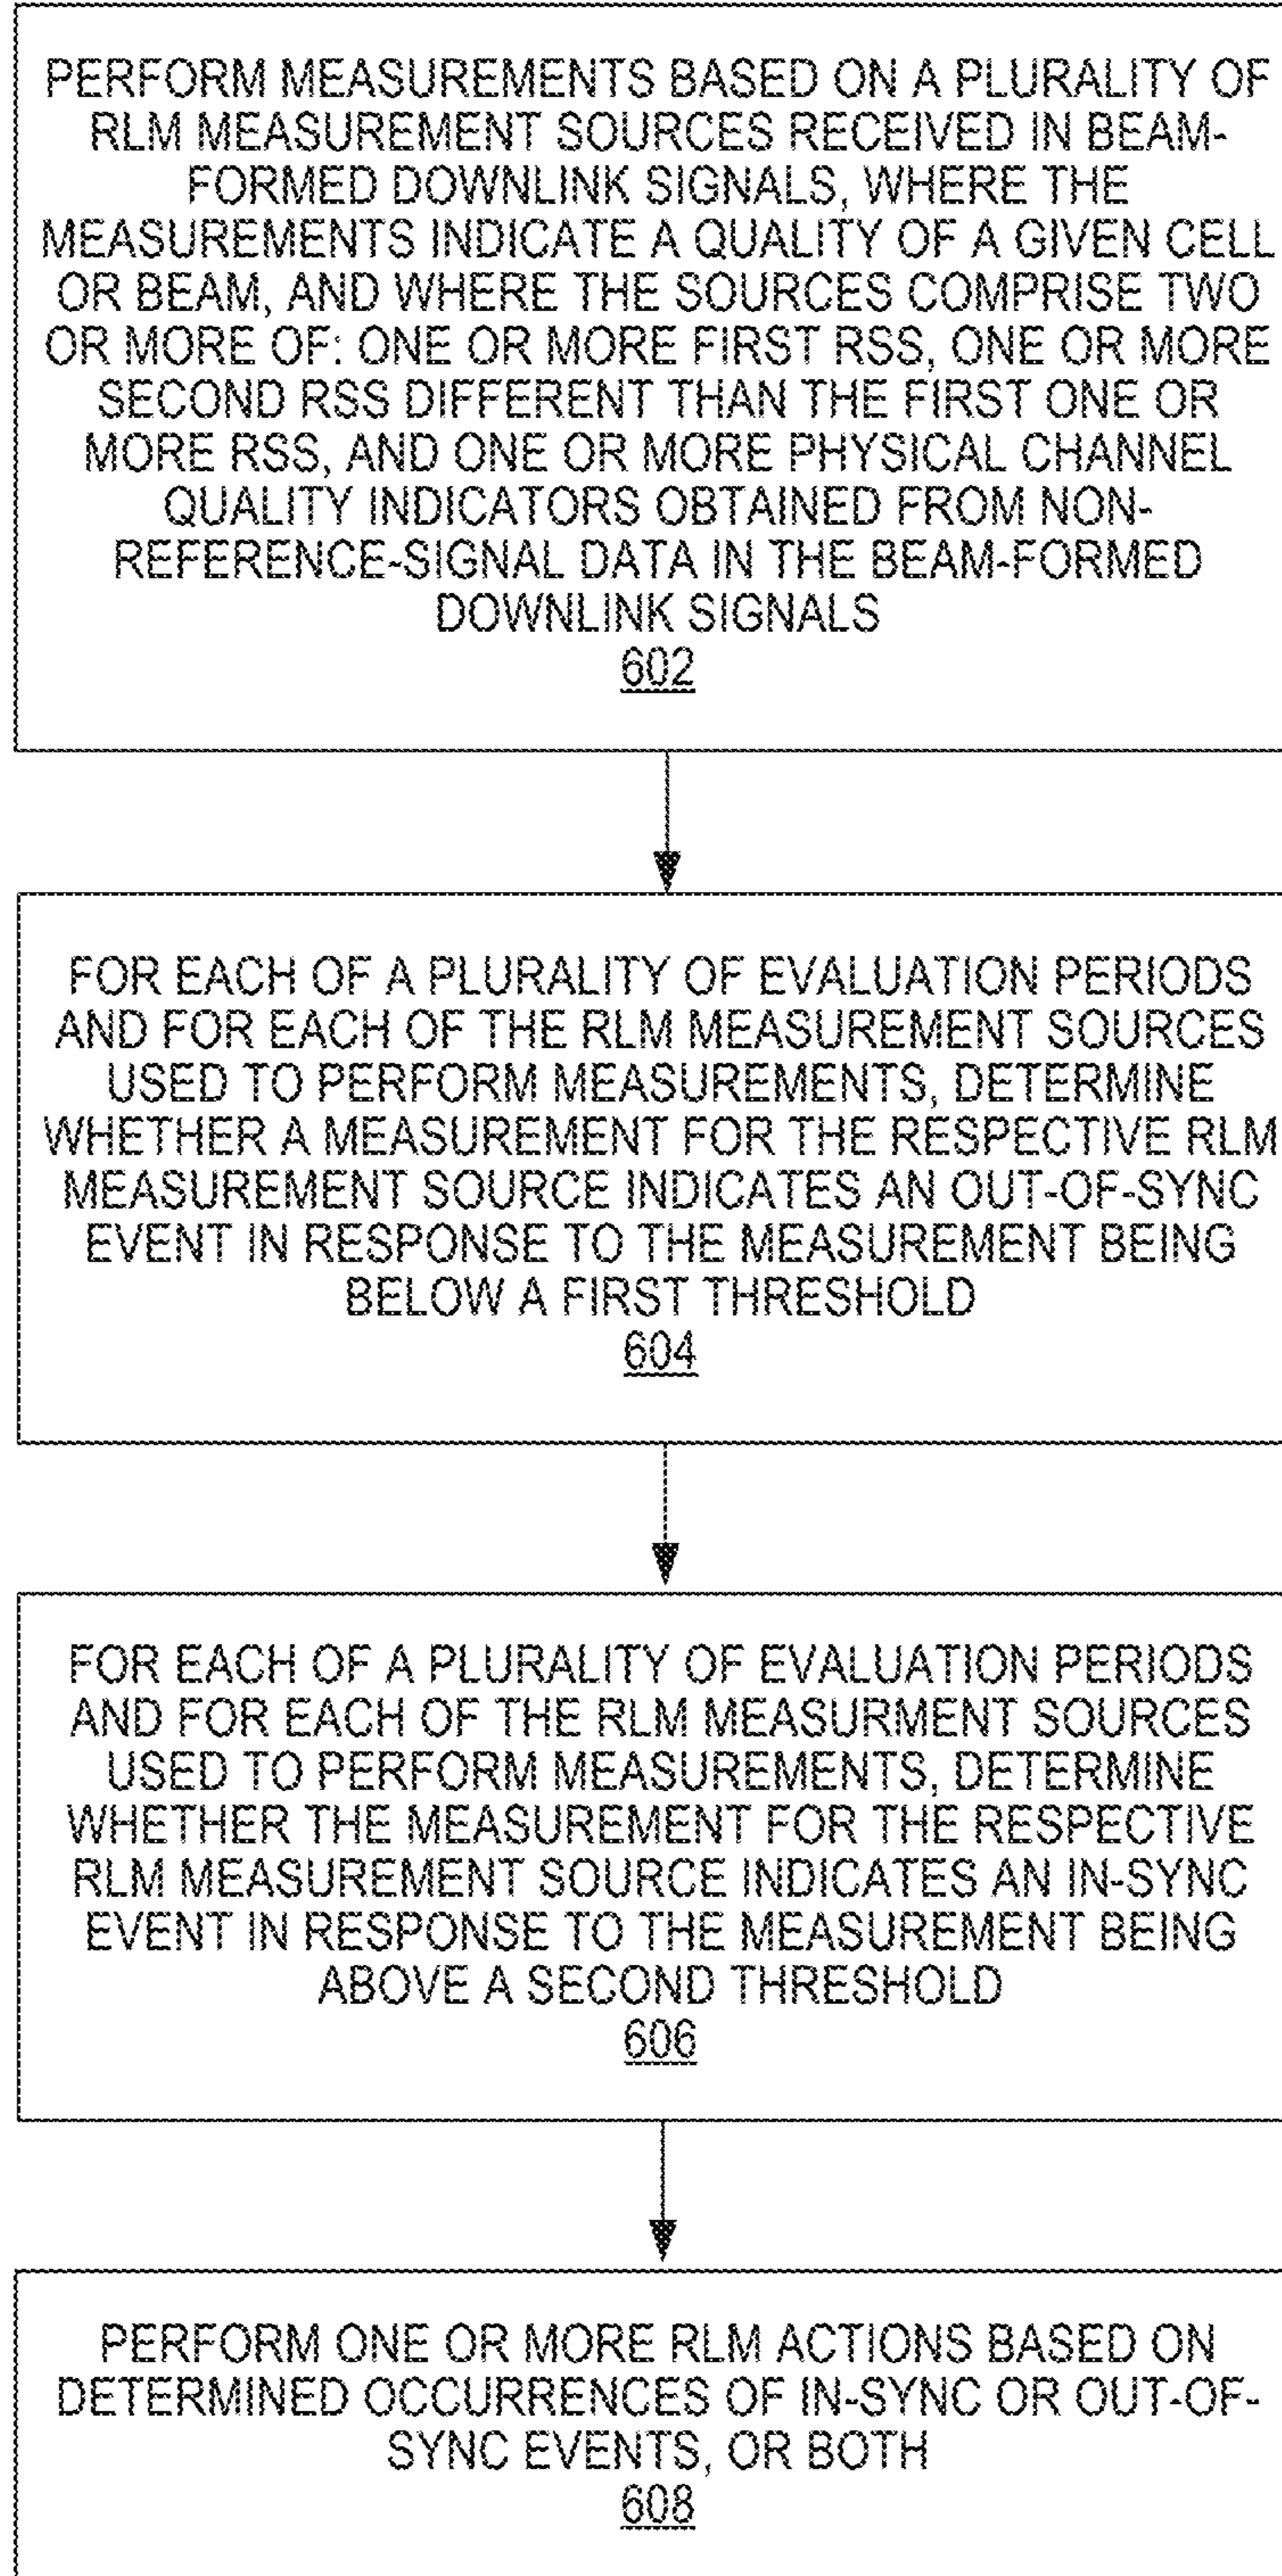 PERFORM MEASUREMENTS BASED ON A PLURALITY OF
RLM MEASUREMENT SOURCES RECEIVED IN BEAM-
FORMED DOWNLINK SIGNALS, WHERE THE
MEASUREMENTS INDICATE A QUALITY OF A GIVEN CELL
OR BEAM, AND WHERE THE SOURCES COMPRISE TWO
OR MORE OF: ONE OR MORE FIRST RSS, ONE OR MORE
SECOND RSS DIFFERENT THAN THE FIRST ONE OR
MORE RSS, AND ONE OR MORE PHYSICAL CHANNEL
QUALITY INDICATORS OBTAINED FROM NON-
REFERENCE-SIGNAL DATA IN THE BEAM-FORMED
DOWNLINK SIGNALS
602
FOR EACH OF A PLURALITY OF EVALUATION PERIODS
AND FOR EACH OF THE RLM MEASUREMENT SOURCES
USED TO PERFORM MEASUREMENTS, DETERMINE
WHETHER A MEASUREMENT FOR THE RESPECTIVE RLM
MEASUREMENT SOURCE INDICATES AN OUT-OF-SYNC
EVENT IN RESPONSE TO THE MEASUREMENT BEING
BELOW A FIRST THRESHOLD
604
FOR EACH OF A PLURALITY OF EVALUATION PERIODS
AND FOR EACH OF THE RLM MEASURMENT SOURCES
USED TO PERFORM MEASUREMENTS, DETERMINE
WHETHER THE MEASUREMENT FOR THE RESPECTIVE
RLM MEASUREMENT SOURCE INDICATES AN IN-SYNC
EVENT IN RESPONSE TO THE MEASUREMENT BEING
ABOVE A SECOND THRESHOLD
606
PERFORM ONE OR MORE RLM ACTIONS BASED ON
DETERMINED OCCURRENCES OF IN-SYNC OR OUT-OF-
SYNC EVENTS, OR BOTH
608